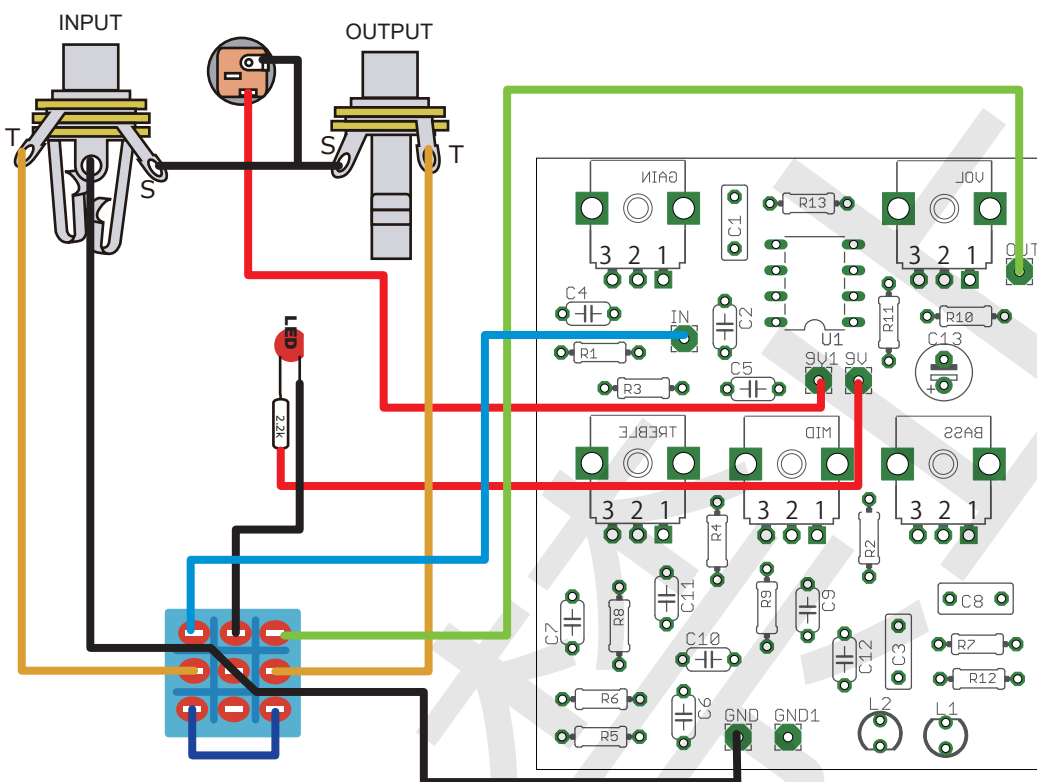 INPUT
OUTPUT
T
S
S
T
GAIN
VOL
C1
R13
3 2 1
3 2 1
OUT
C4
IN
C2
R11
R10
R1
U1
C13
LED
9V1 9V
R3
C5
+
2.2k
TREBLE
MID
BASS
3 2 1
3 2 1
3 2 1
R4
R2
C7
R8
C11
R9
C9
C8
C10
C12
C3
R7
R12
R6
C6
GND
GND1
L2
L1
R5